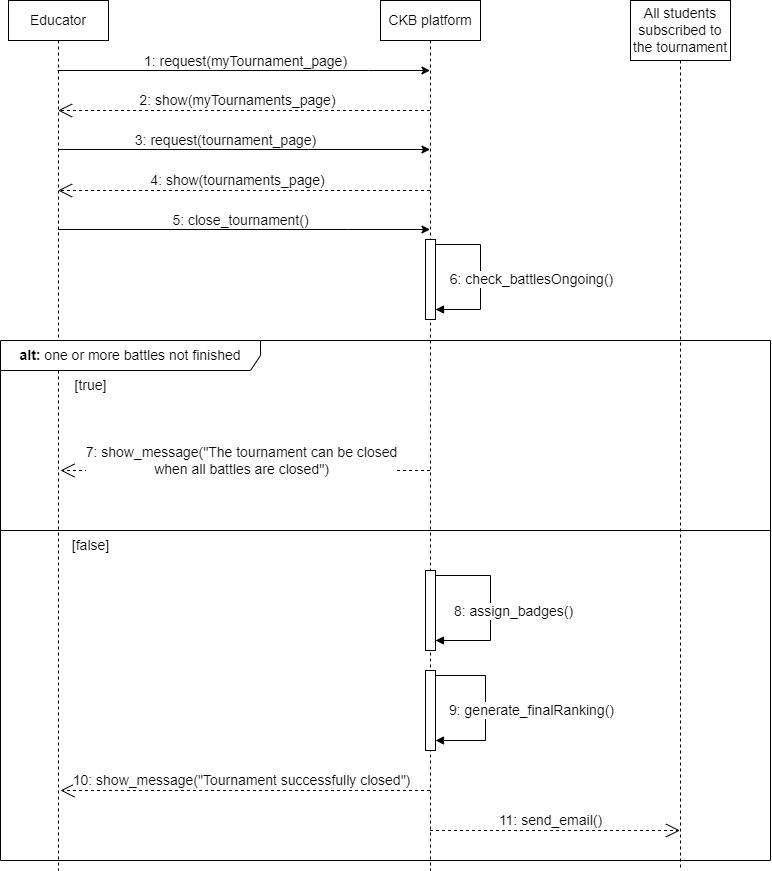 Educator
CKB platform
All students
subscribed to
the tournament
1: request(myTournament_page)
2: show(myTournaments_page)
3: request(tournament_page)
4: show(tournaments_page)
5: close_tournament()
6: check_battlesOngoing()
alt: one or more battles not finished
[true]
7: show_message("The tournament can be closed
when all battles are closed")
[false]
8: assign_badges()
9: generate_finalRanking()
10: show_message("Tournament successfully closed")
11: send_email()